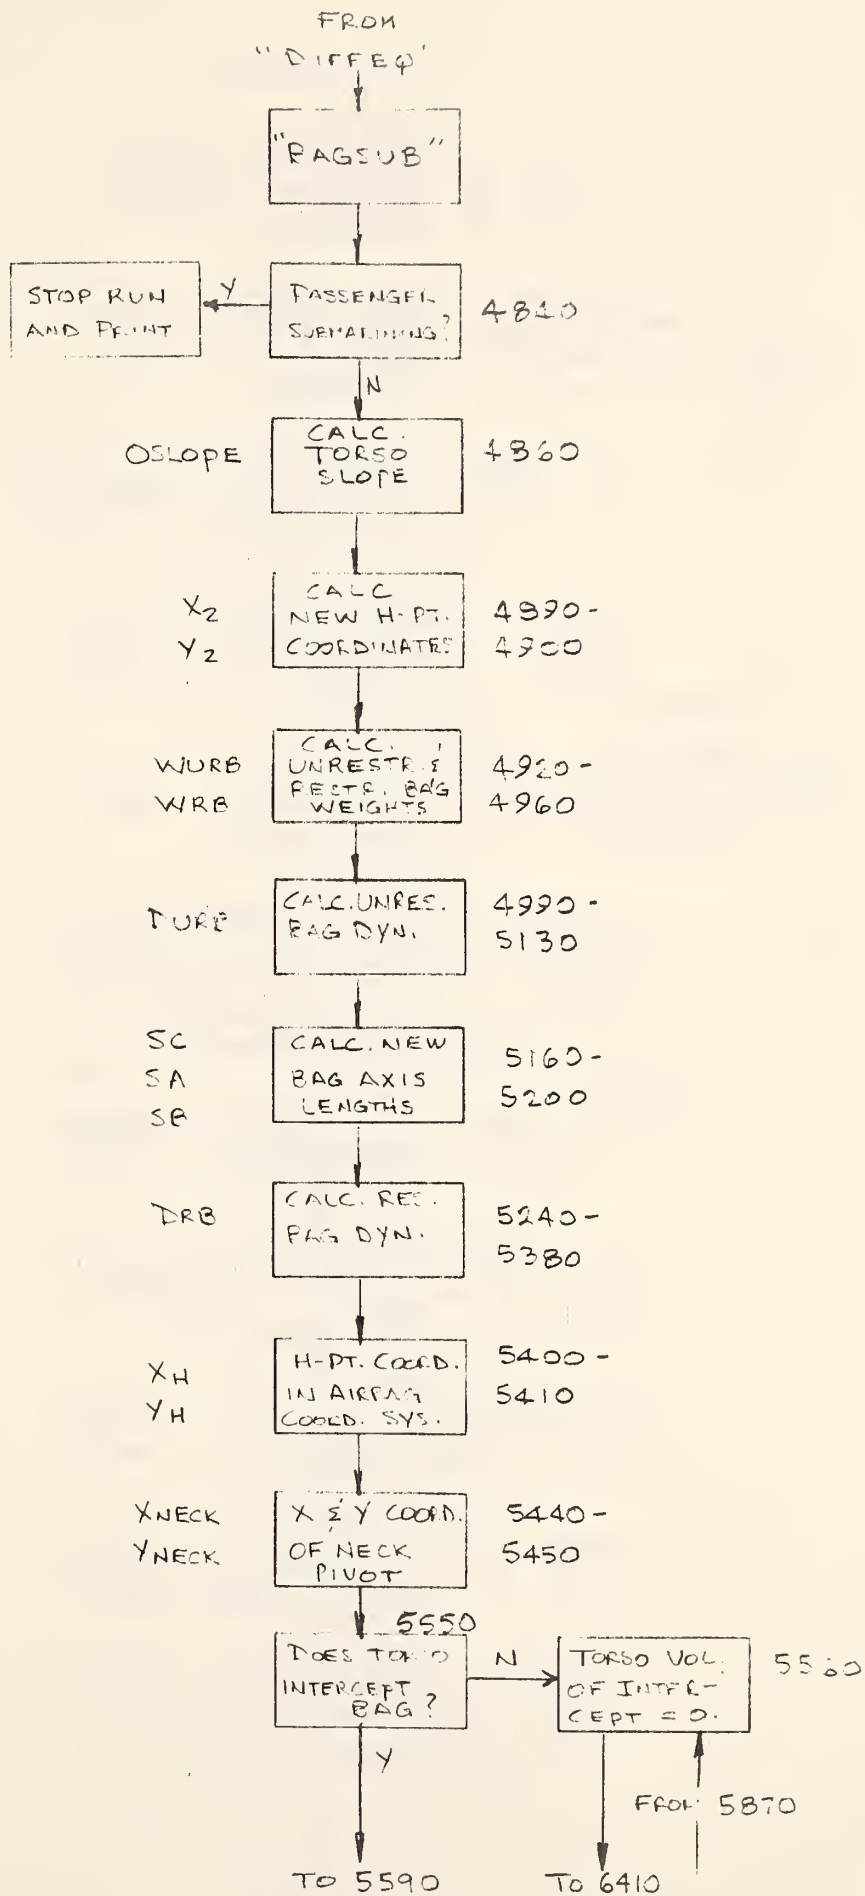 FROM
"DIFFEQ"
"BAGSUB"
STOP RUN
AND PRINT
Y
PASSENGER
SUBMARINING?
4840
N
OSLOPE
CALC.
TORSO
SLOPE
4860
X2
Y2
CALC
NEW H-PT.
COORDINATES
4890-
4900
WURB
WRB
CALC.
UNRESTR. &
RESTR. BAG
WEIGHTS
4920-
4960
DURB
CALC. UNRES.
BAG DYN.
4990-
5130
SC
SA
SB
CALC. NEW
BAG AXIS
LENGTHS
5160-
5200
DRB
CALC. RES.
BAG DYN.
5240-
5380
XH
YH
H-PT. COORD.
IN AIRBAG
COORD. SYS.
5400-
5410
XNECK
YNECK
X & Y COORD.
OF NECK
PIVOT
5440-
5450
5550
DOES TORSO
INTERCEPT
BAG?
N
TORSO VOL.
OF INTER-
CEPT = 0.
Y
FROM 5870
TO 5590
TO 6410